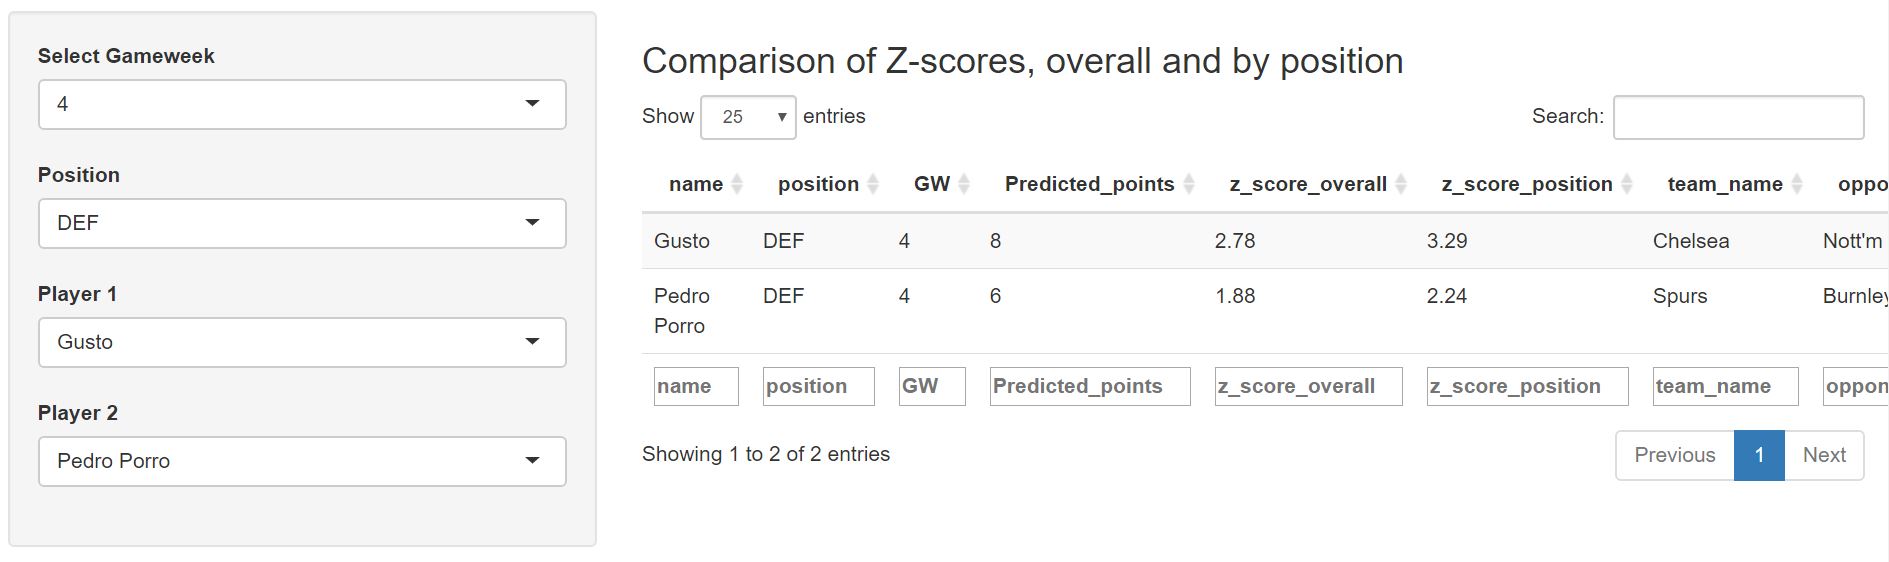 Select Gameweek
4
Position
DEF
Player 1
Gusto
Player 2
Pedro Porro
Comparison of Z-scores, overall and by position
Show 25 entries
Search:
name position GW Predicted_points z_score_overall z_score_position team_name oppo
Gusto DEF 4 8 2.78 3.29 Chelsea Nott'm
Pedro Porro DEF 4 6 1.88 2.24 Spurs Burnley
name position GW Predicted_points z_score_overall z_score_position team_name oppon
Showing 1 to 2 of 2 entries
Previous 1 Next